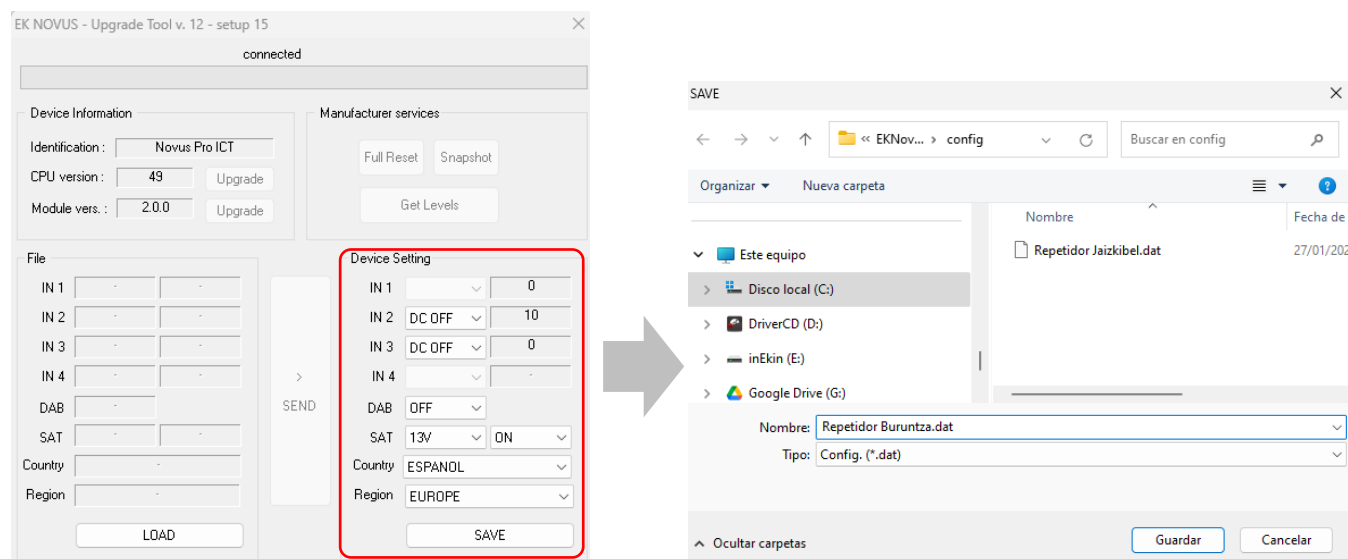 EK NOVUS - Upgrade Tool v. 12 - setup 15
connected
Device Information
Identification : Novus Pro ICT
CPU version : 49 Upgrade
Module vers. : 2.0.0 Upgrade
Manufacturer services
Full Reset Snapshot
Get Levels
File
IN 1 - -
IN 2 - -
IN 3 - -
IN 4 - -
DAB -
SAT - -
Country -
Region -
LOAD
>
SEND
Device Setting
IN 1 0
IN 2 DC OFF 10
IN 3 DC OFF 0
IN 4 -
DAB OFF
SAT 13V ON
Country ESPANOL
Region EUROPE
SAVE
SAVE
« EKNov... > config
Buscar en config
Organizar Nueva carpeta
?
Nombre Fecha de
Este equipo
Disco local (C:)
DriverCD (D:)
inEkin (E:)
Google Drive (G:)
Repetidor Jaizkibel.dat 27/01/202
Nombre: Repetidor Buruntza.dat
Tipo: Config. (*.dat)
Ocultar carpetas
Guardar Cancelar